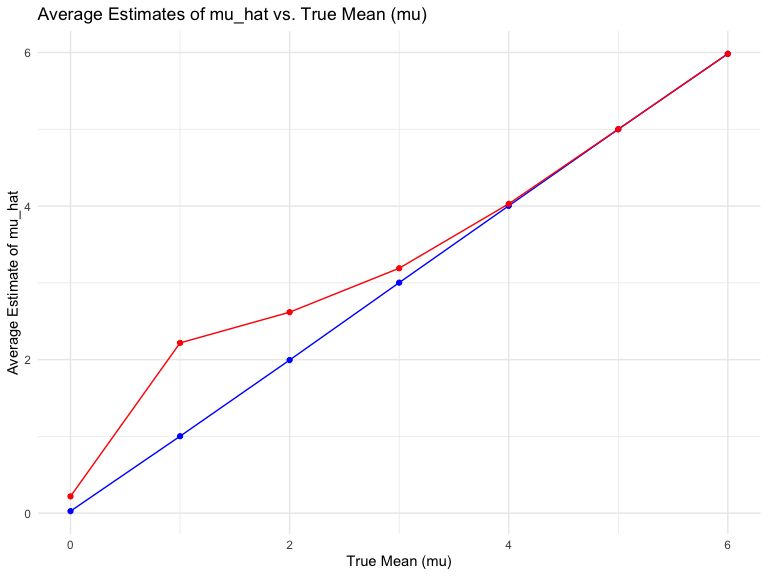 Average Estimates of mu_hat vs. True Mean (mu)
Average Estimate of mu_hat
6
4
2
0
0 2 4 6
True Mean (mu)